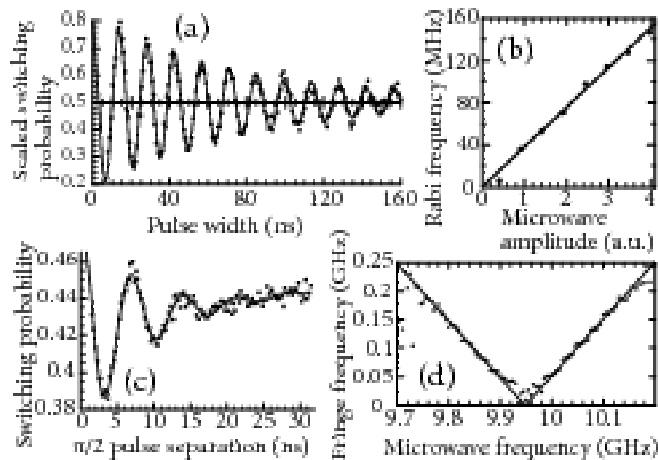 (a)
Scaled switching
probability
0.8
0.7
0.6
0.5
0.4
0.3
0.2
0 40 80 120 160
Pulse width (ns)
(b)
Rabi frequency (MHz)
160
120
80
40
0
0 1 2 3 4
Microwave
amplitude (a.u.)
(c)
Switching probability
0.46
0.44
0.4
0.38
0 5 10 15 20 25 30
π/2 pulse separation (ns)
(d)
Fringe frequency (GHz)
0.25
0.2
0.15
0.1
0.05
0
9.7 9.8 9.9 10 10.1
Microwave frequency (GHz)